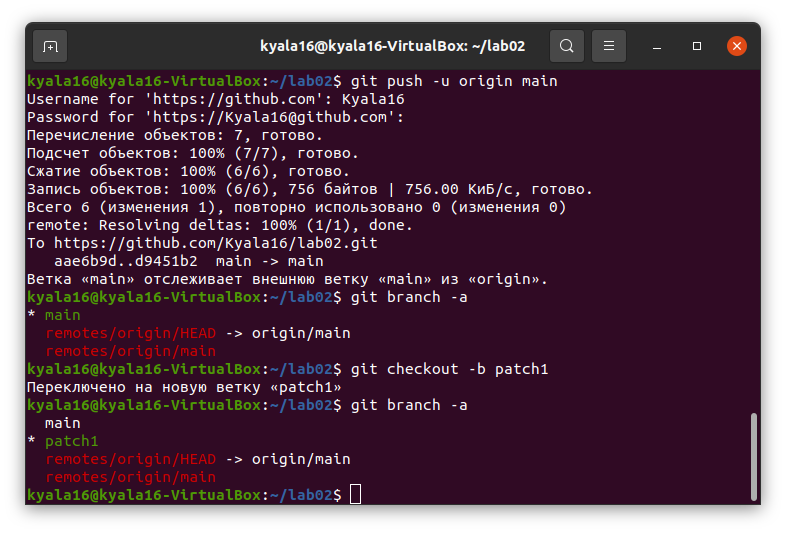 kyala16@kyala16-VirtualBox: ~/lab02
kyala16@kyala16-VirtualBox:~/lab02$ git push -u origin main
Username for 'https://github.com': Kyala16
Password for 'https://Kyala16@github.com':
Перечисление объектов: 7, готово.
Подсчет объектов: 100% (7/7), готово.
Сжатие объектов: 100% (6/6), готово.
Запись объектов: 100% (6/6), 756 байтов | 756.00 КиБ/с, готово.
Всего 6 (изменения 1), повторно использовано 0 (изменения 0)
remote: Resolving deltas: 100% (1/1), done.
To https://github.com/Kyala16/lab02.git
   aae6b9d..d9451b2  main -> main
Ветка «main» отслеживает внешнюю ветку «main» из «origin».
kyala16@kyala16-VirtualBox:~/lab02$ git branch -a
* main
  remotes/origin/HEAD -> origin/main
  remotes/origin/main
kyala16@kyala16-VirtualBox:~/lab02$ git checkout -b patch1
Переключено на новую ветку «patch1»
kyala16@kyala16-VirtualBox:~/lab02$ git branch -a
  main
* patch1
  remotes/origin/HEAD -> origin/main
  remotes/origin/main
kyala16@kyala16-VirtualBox:~/lab02$